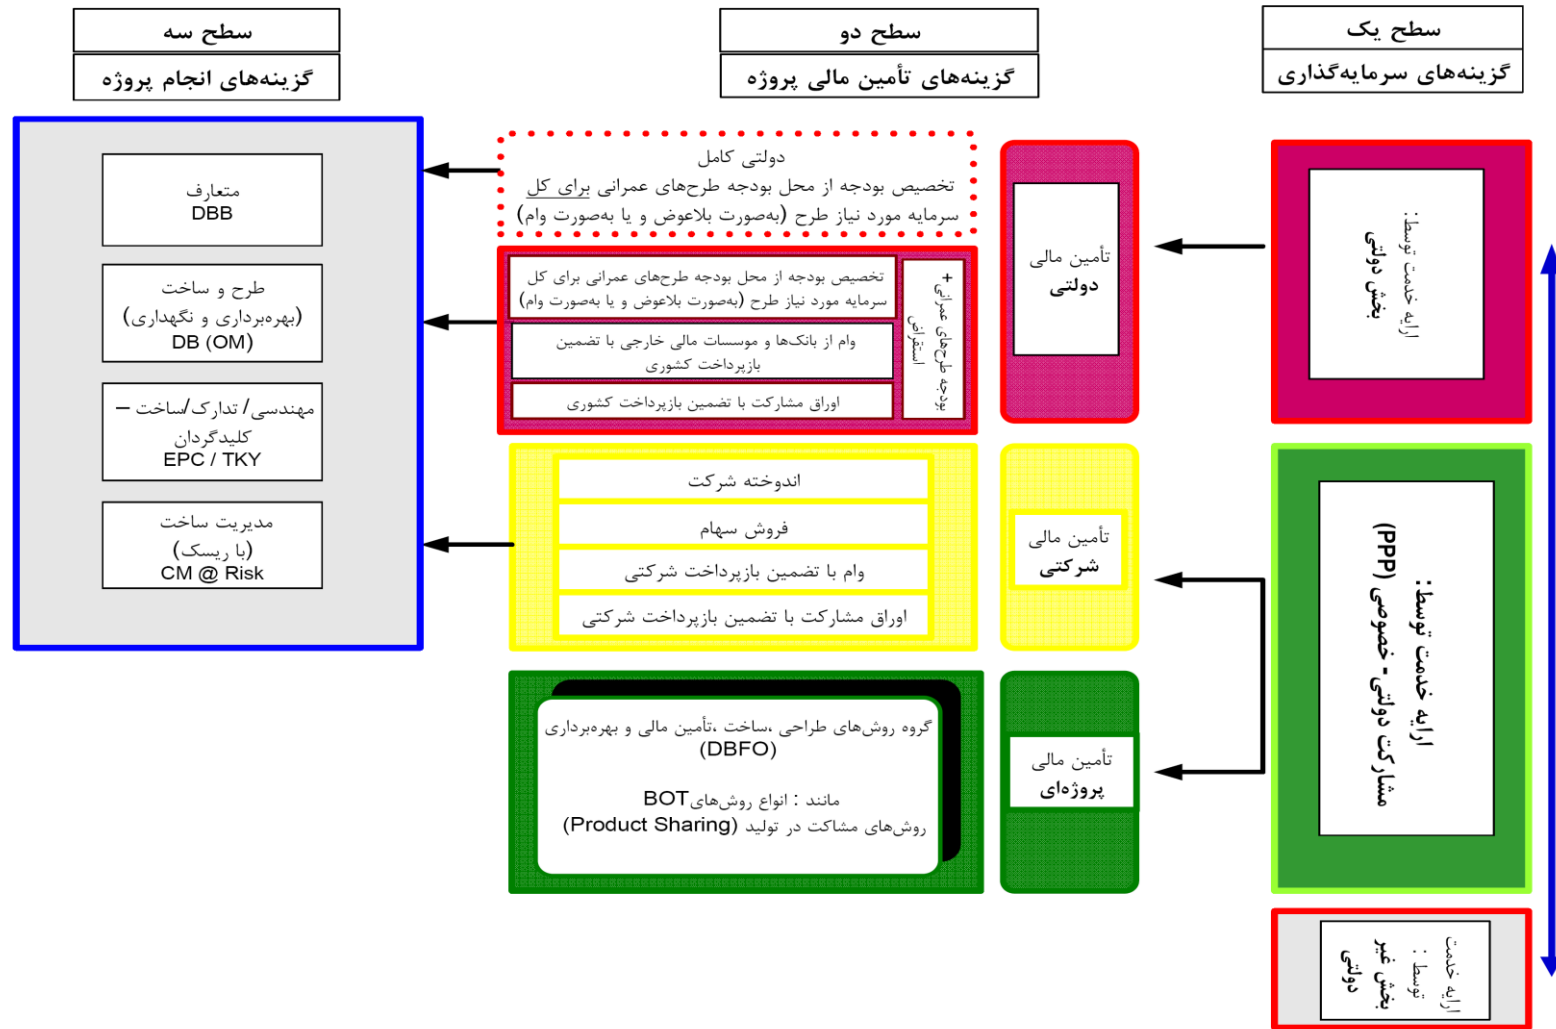 سطح یک
گزینه‌های سرمایه‌گذاری
سطح دو
گزینه‌های تأمین مالی پروژه
سطح سه
گزینه‌های انجام پروژه
ارایه خدمت توسط:
بخش دولتی
ارایه خدمت توسط:
مشارکت دولتی - خصوصی (PPP)
ارایه خدمت
توسط :
بخش غیر
دولتی
تأمین مالی
دولتی
تأمین مالی
شرکتی
تأمین مالی
پروژه‌ای
دولتی کامل
تخصیص بودجه از محل بودجه طرح‌های عمرانی برای کل
سرمایه مورد نیاز طرح (به‌صورت بلاعوض و یا به‌صورت وام)
بودجه طرح‌های عمرانی +
استقراض
تخصیص بودجه از محل بودجه طرح‌های عمرانی برای کل
سرمایه مورد نیاز طرح (به‌صورت بلاعوض و یا به‌صورت وام)
وام از بانک‌ها و موسسات مالی خارجی با تضمین
بازپرداخت کشوری
اوراق مشارکت با تضمین بازپرداخت کشوری
اندوخته شرکت
فروش سهام
وام با تضمین بازپرداخت شرکتی
اوراق مشارکت با تضمین بازپرداخت شرکتی
گروه روش‌های طراحی ،ساخت ،تأمین مالی و بهره‌برداری
(DBFO)
مانند : انواع روش‌های BOT
روش‌های مشاکت در تولید (Product Sharing)
متعارف
DBB
طرح و ساخت
(بهره‌برداری و نگهداری)
DB (OM)
مهندسی/ تدارک/ساخت –
کلیدگردان
EPC / TKY
مدیریت ساخت
(با ریسک)
CM @ Risk